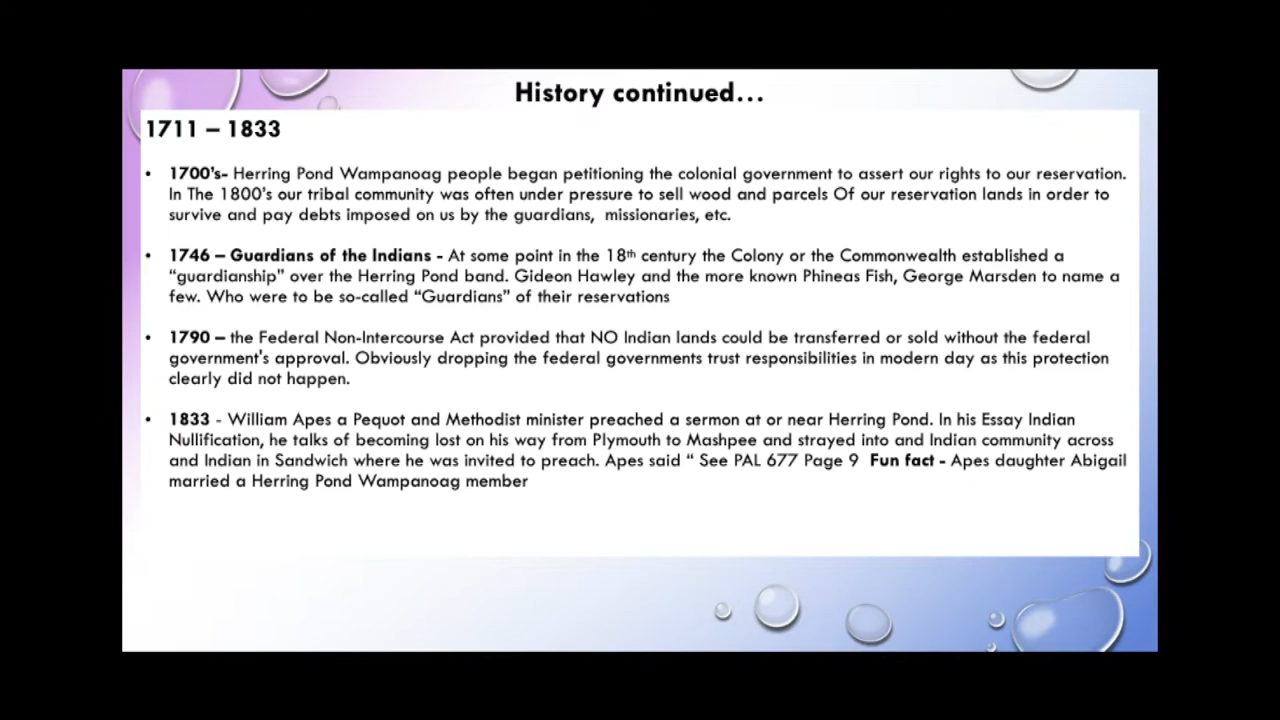 History continued…
1711 – 1833
• 1700’s- Herring Pond Wampanoag people began petitioning the colonial government to assert our rights to our reservation.
In The 1800’s our tribal community was often under pressure to sell wood and parcels Of our reservation lands in order to
survive and pay debts imposed on us by the guardians, missionaries, etc.
• 1746 – Guardians of the Indians - At some point in the 18th century the Colony or the Commonwealth established a
“guardianship” over the Herring Pond band. Gideon Hawley and the more known Phineas Fish, George Marsden to name a
few. Who were to be so-called “Guardians” of their reservations
• 1790 – the Federal Non-Intercourse Act provided that NO Indian lands could be transferred or sold without the federal
government's approval. Obviously dropping the federal governments trust responsibilities in modern day as this protection
clearly did not happen.
• 1833 - William Apes a Pequot and Methodist minister preached a sermon at or near Herring Pond. In his Essay Indian
Nullification, he talks of becoming lost on his way from Plymouth to Mashpee and strayed into and Indian community across
and Indian in Sandwich where he was invited to preach. Apes said “ See PAL 677 Page 9 Fun fact - Apes daughter Abigail
married a Herring Pond Wampanoag member